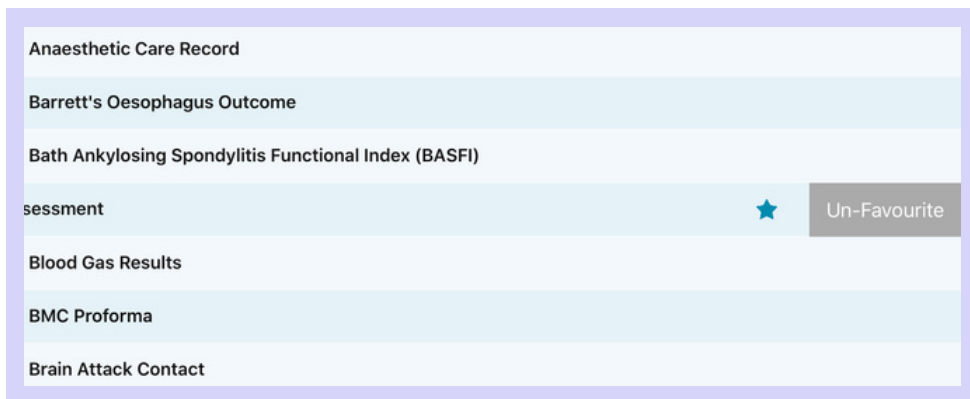 Anaesthetic Care Record
Barrett's Oesophagus Outcome
Bath Ankylosing Spondylitis Functional Index (BASFI)
sessment Un-Favourite
Blood Gas Results
BMC Proforma
Brain Attack Contact